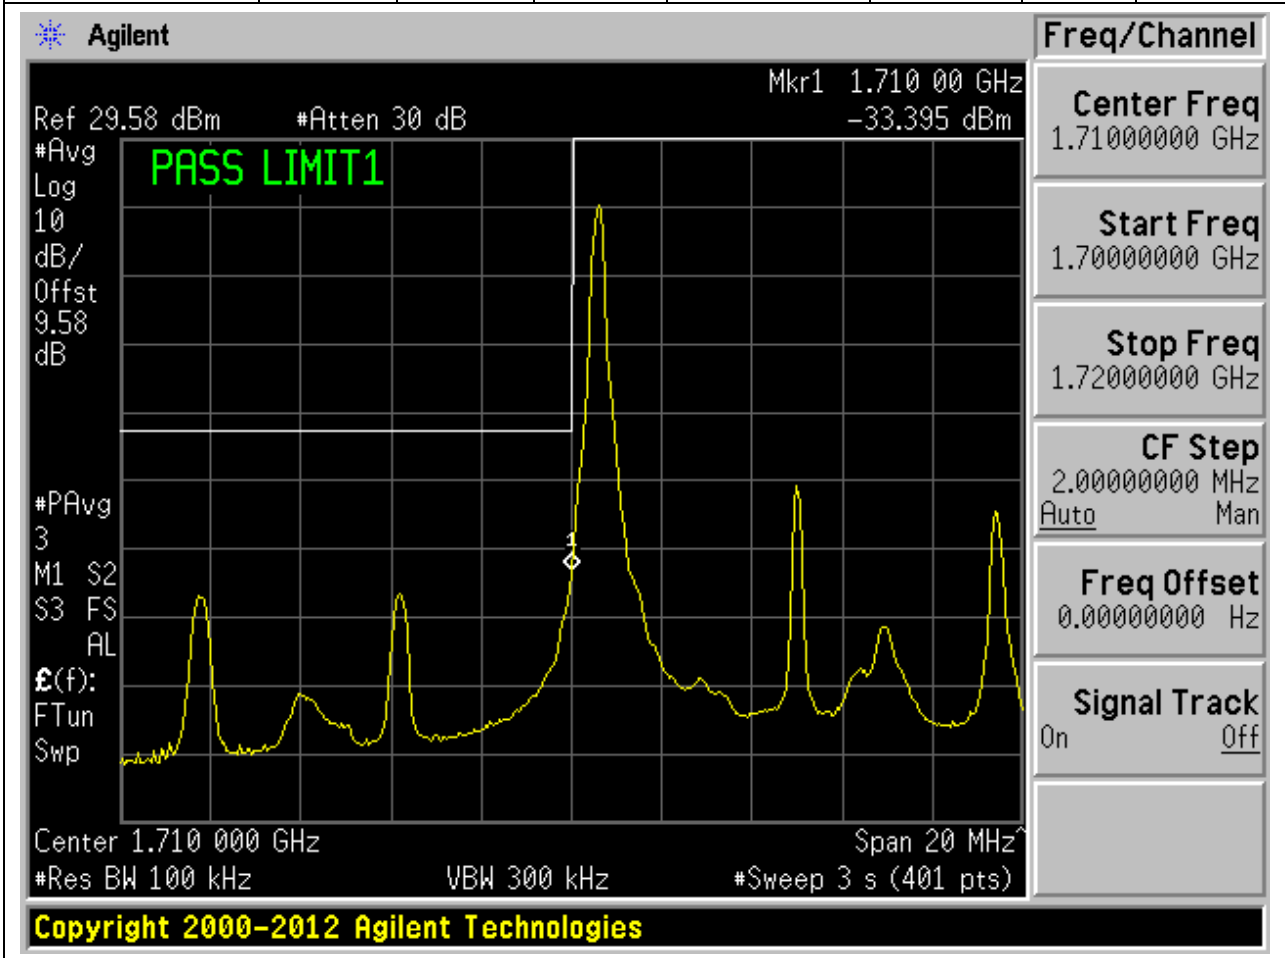 Agilent
Freq/Channel
Mkr1 1.710 00 GHz
Ref 29.58 dBm #Atten 30 dB -33.395 dBm
#Avg
Log
10
dB/
Offst
9.58
dB
PASS LIMIT1
1
#PAvg
3
M1 S2
S3 FS
AL
£(f):
FTun
Swp
Center 1.710 000 GHz Span 20 MHz^
#Res BW 100 kHz VBW 300 kHz #Sweep 3 s (401 pts)
Center Freq
1.71000000 GHz
Start Freq
1.70000000 GHz
Stop Freq
1.72000000 GHz
CF Step
2.00000000 MHz
Auto Man
Freq Offset
0.00000000 Hz
Signal Track
On Off
Copyright 2000-2012 Agilent Technologies